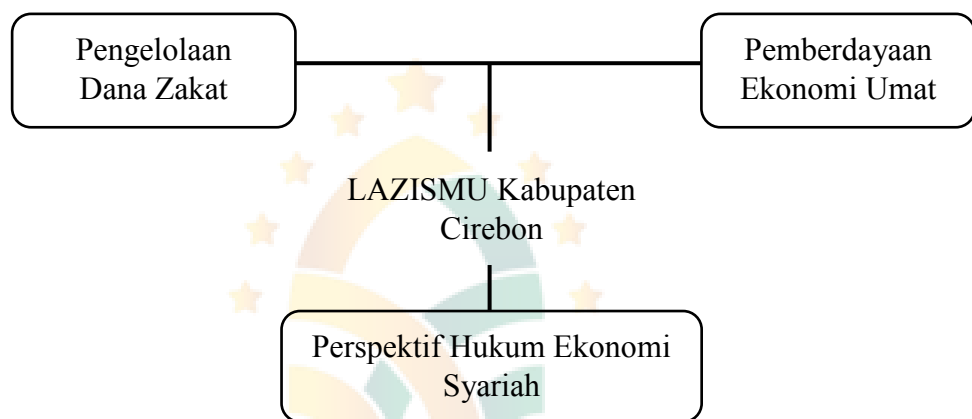 Pengelolaan
Dana Zakat
Pemberdayaan
Ekonomi Umat
LAZISMU Kabupaten
Cirebon
Perspektif Hukum Ekonomi
Syariah